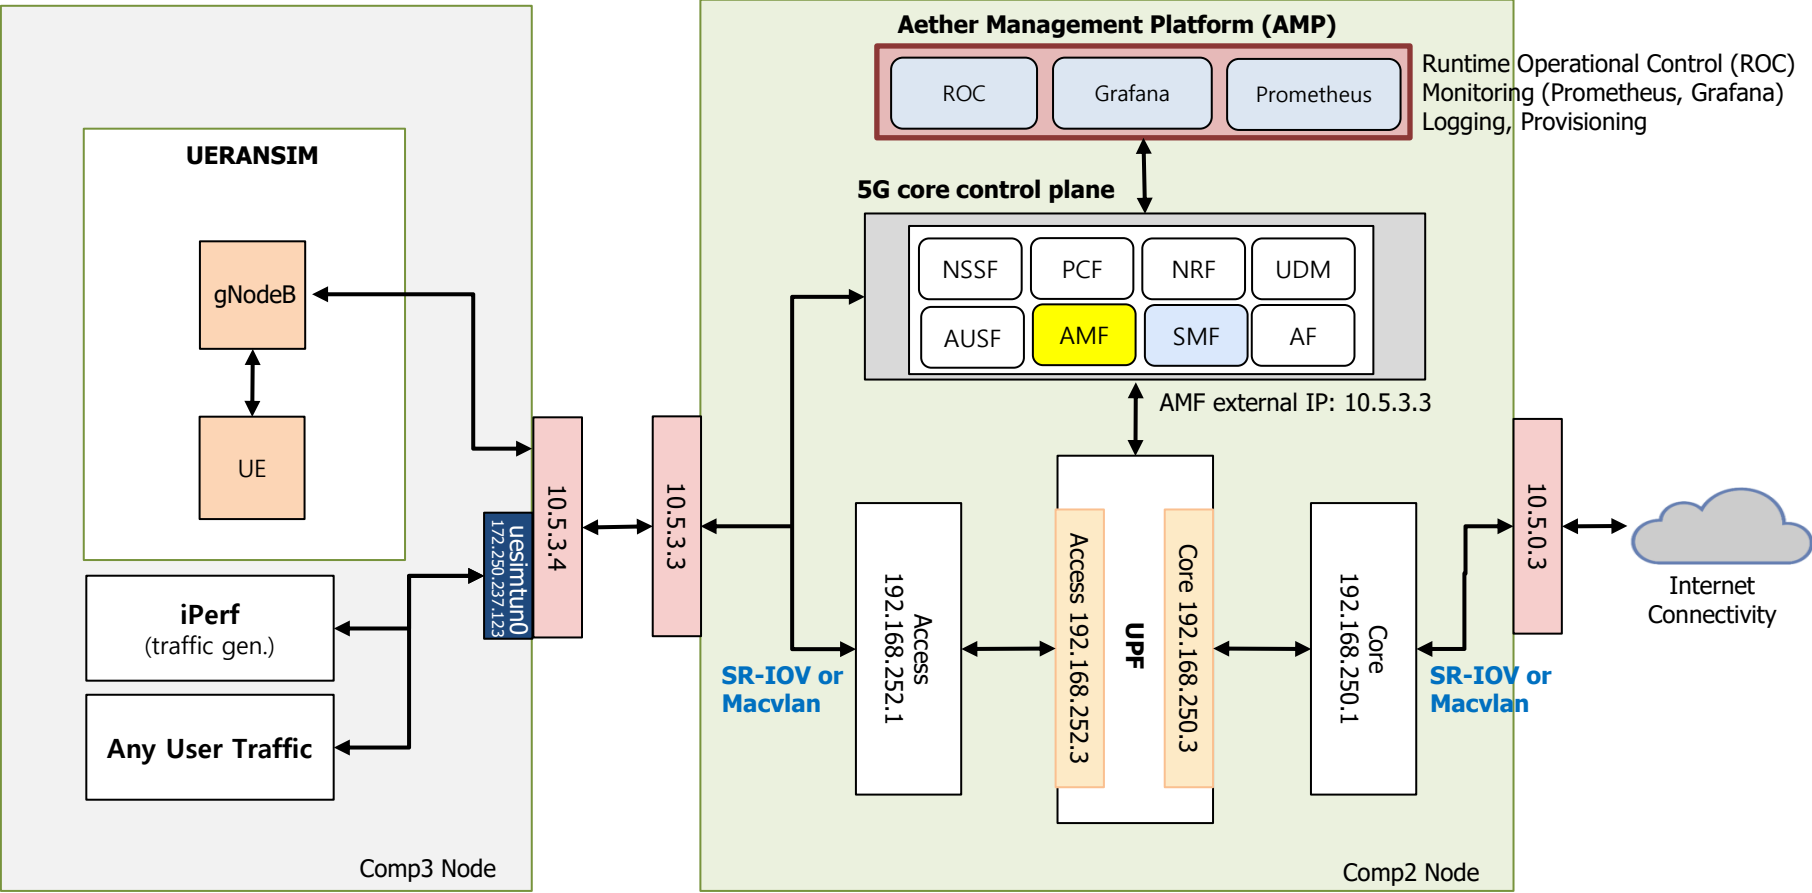 Aether Management Platform (AMP)
ROC
Grafana
Prometheus
Runtime Operational Control (ROC)
Monitoring (Prometheus, Grafana)
Logging, Provisioning
UERANSIM
gNodeB
UE
5G core control plane
NSSF
PCF
NRF
UDM
AUSF
AMF
SMF
AF
AMF external IP: 10.5.3.3
uesimtun0
172.250.237.123
10.5.3.4
10.5.3.3
iPerf
(traffic gen.)
Any User Traffic
SR-IOV or
Macvlan
Access
192.168.252.1
Access 192.168.252.3
UPF
Core 192.168.250.3
Core
192.168.250.1
SR-IOV or
Macvlan
10.5.0.3
Internet
Connectivity
Comp3 Node
Comp2 Node